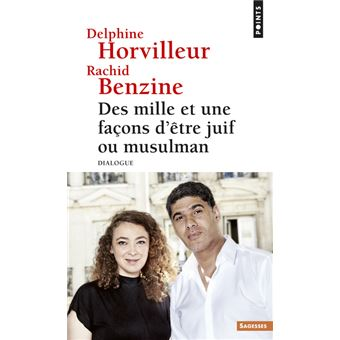 Delphine
Horvilleur
Rachid
Benzine
Des mille et une
façons d'être juif
ou musulman
DIALOGUE
POINTS
SAGESSES